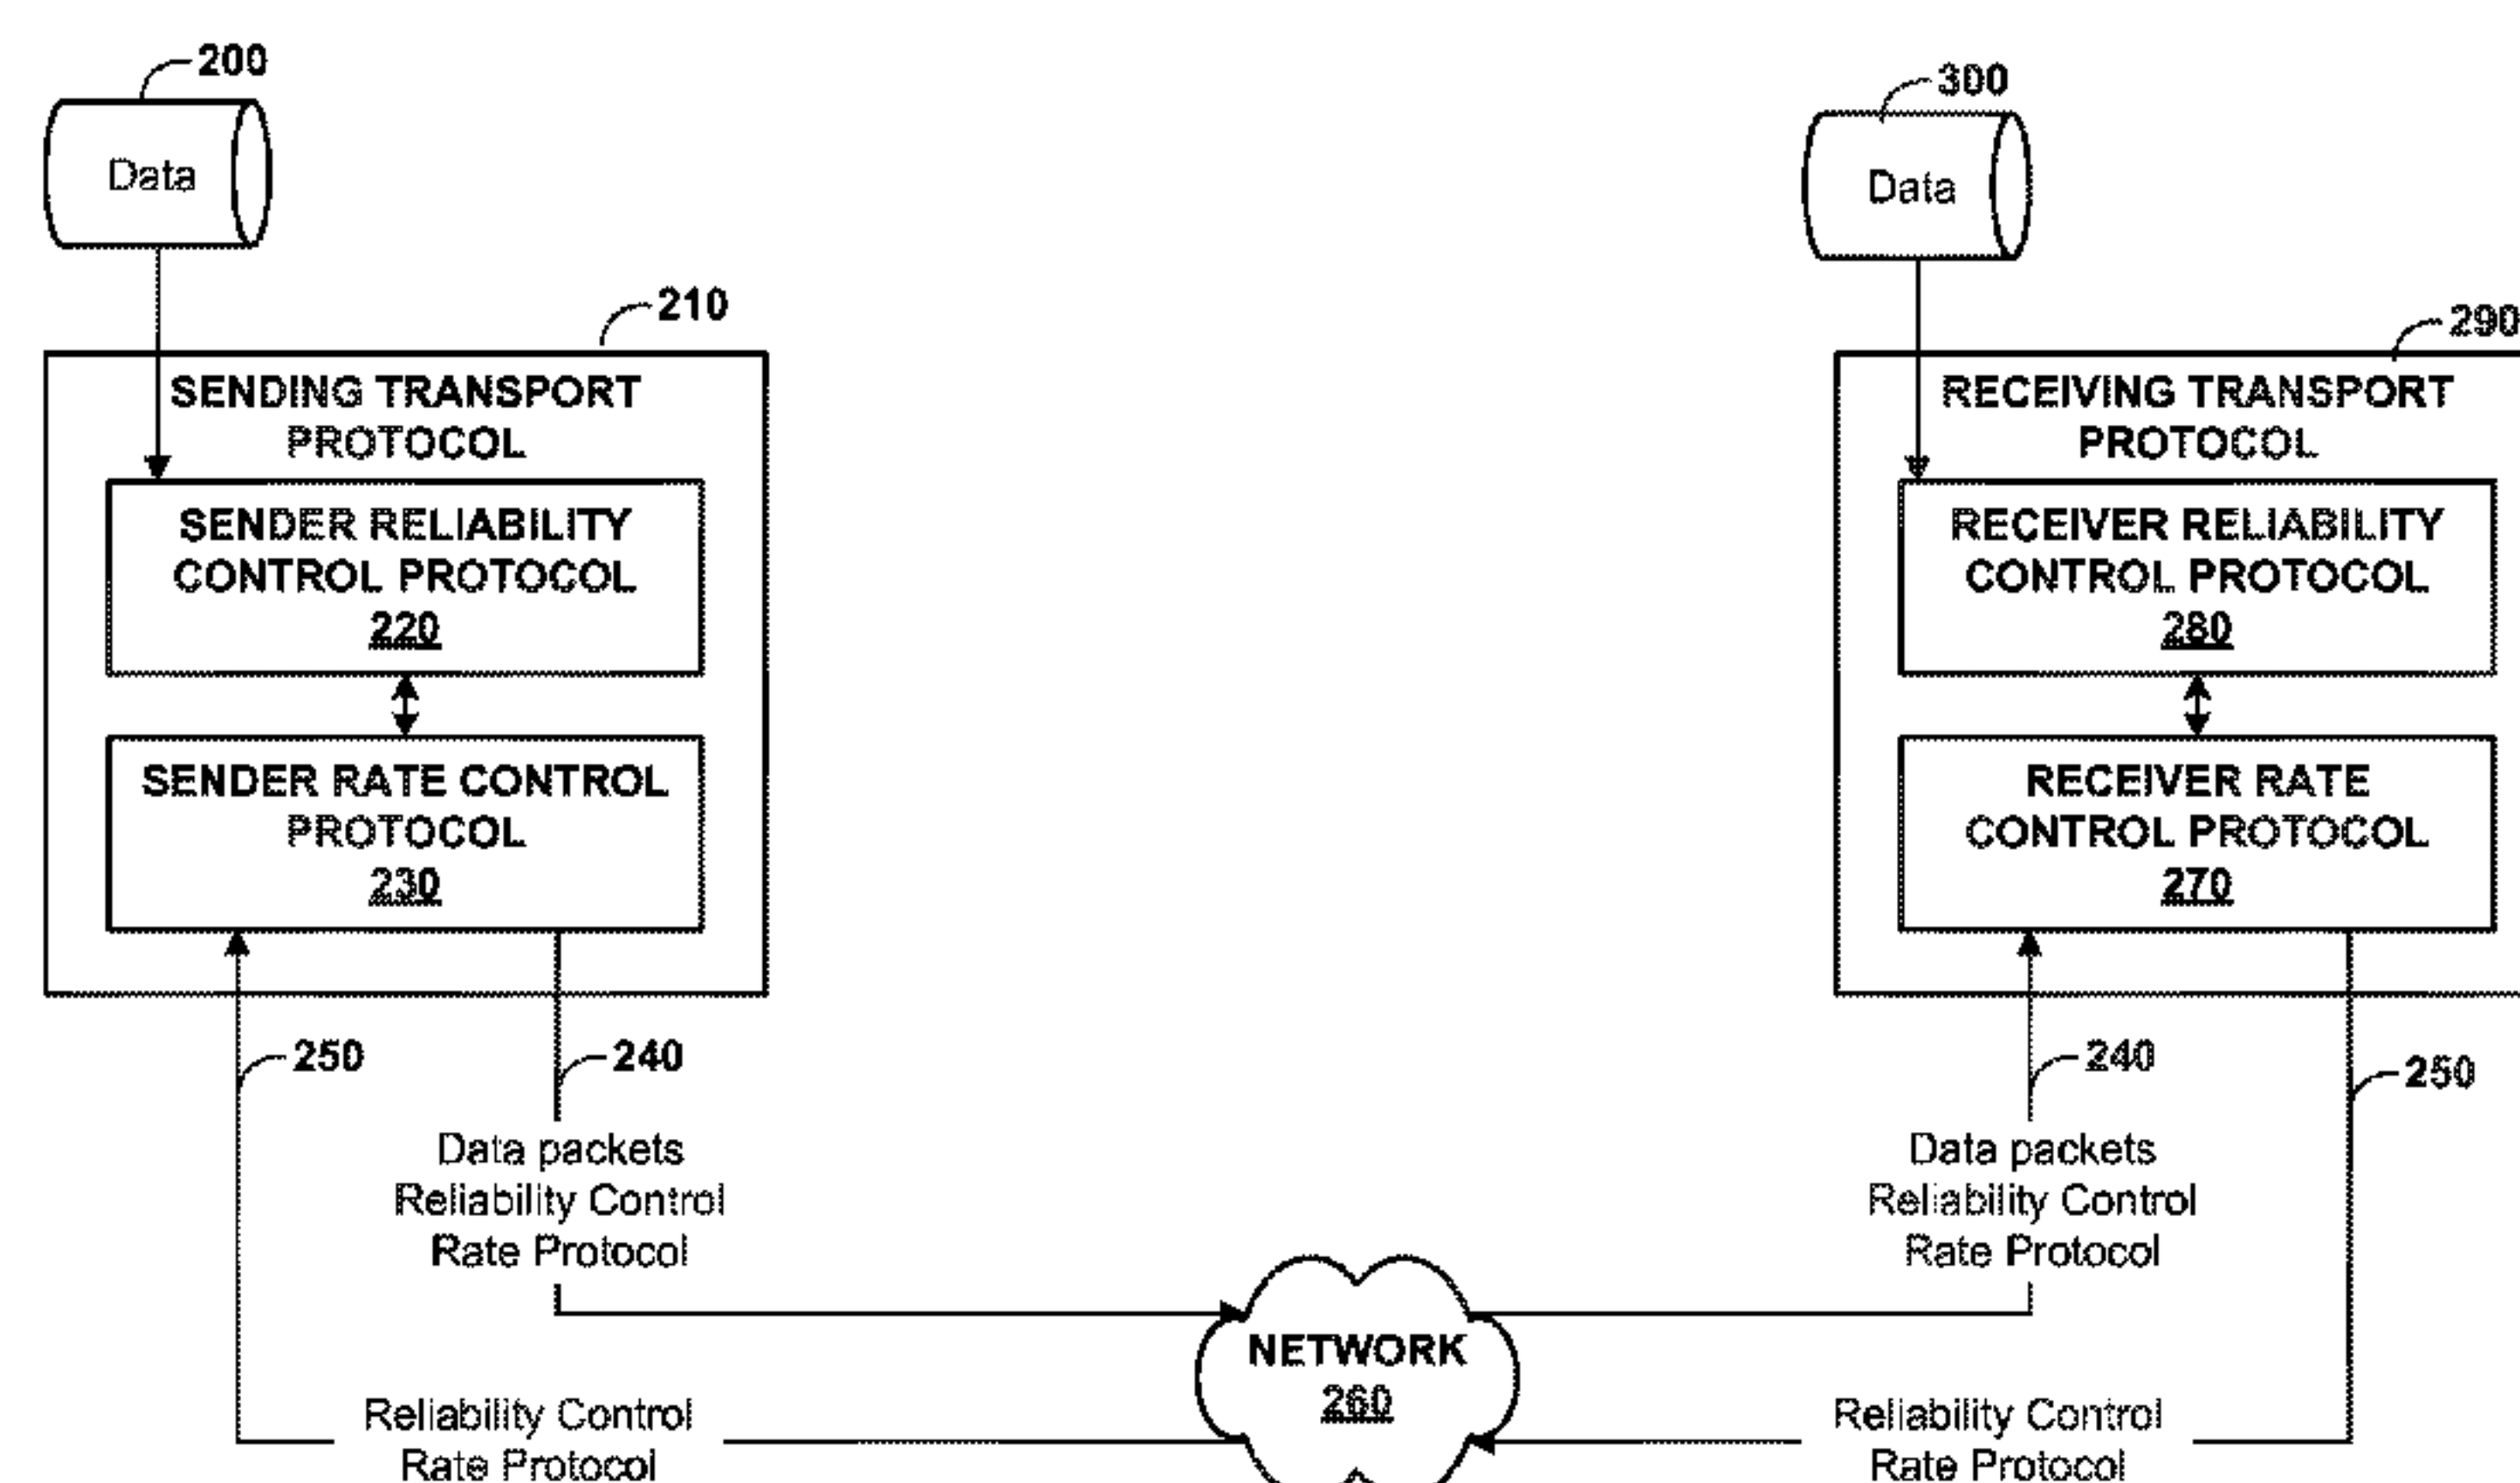 200
300
Data
Data
210
290
SENDING TRANSPORT
PROTOCOL
SENDER RELIABILITY
CONTROL PROTOCOL
220
SENDER RATE CONTROL
PROTOCOL
230
RECEIVING TRANSPORT
PROTOCOL
RECEIVER RELIABILITY
CONTROL PROTOCOL
280
RECEIVER RATE
CONTROL PROTOCOL
270
250
240
240
250
Data packets
Reliability Control
Rate Protocol
Data packets
Reliability Control
Rate Protocol
NETWORK
260
Reliability Control
Rate Protocol
Reliability Control
Rate Protocol